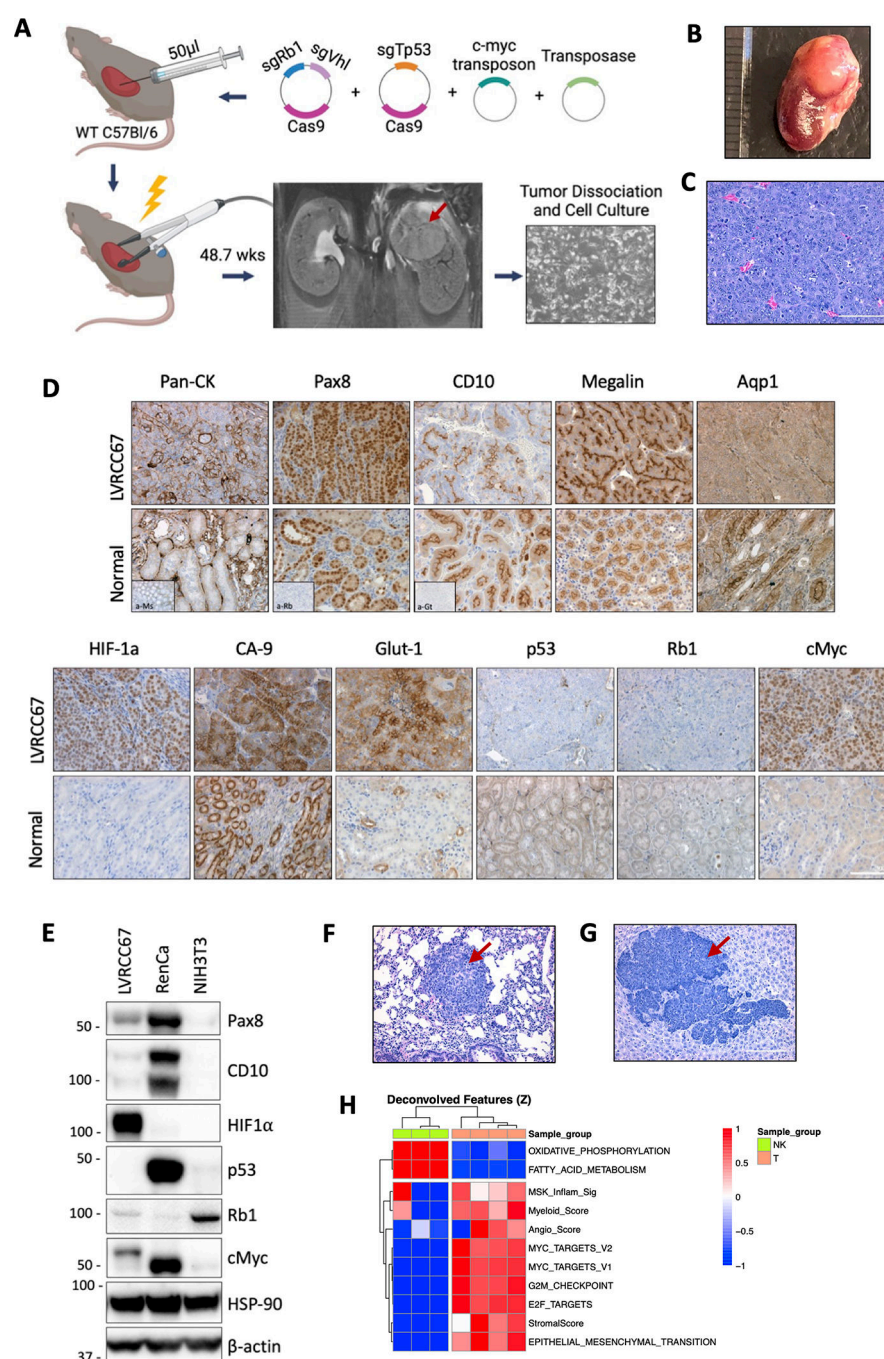 A
50µl
sgRb1
sgVhl
sgTp53
c-myc
transposon
Transposase
Cas9
+
Cas9
+
+
WT C57Bl/6
48.7 wks
Tumor Dissociation
and Cell Culture
B
C
D
Pan-CK
Pax8
CD10
Megalin
Aqp1
LVRCC67
Normal
a-Ms
a-Rb
a-Gt
HIF-1a
CA-9
Glut-1
p53
Rb1
cMyc
LVRCC67
Normal
E
LVRCC67
RenCa
NIH3T3
50 -
Pax8
100 -
CD10
100 -
HIF1α
50 -
p53
100 -
Rb1
50 -
cMyc
100 -
HSP-90
37 -
β-actin
F
G
H
Deconvolved Features (Z)
Sample_group
OXIDATIVE_PHOSPHORYLATION
FATTY_ACID_METABOLISM
MSK_Inflam_Sig
Myeloid_Score
Angio_Score
MYC_TARGETS_V2
MYC_TARGETS_V1
G2M_CHECKPOINT
E2F_TARGETS
StromalScore
EPITHELIAL_MESENCHYMAL_TRANSITION
1
0.5
0
−0.5
−1
Sample_group
NK
T